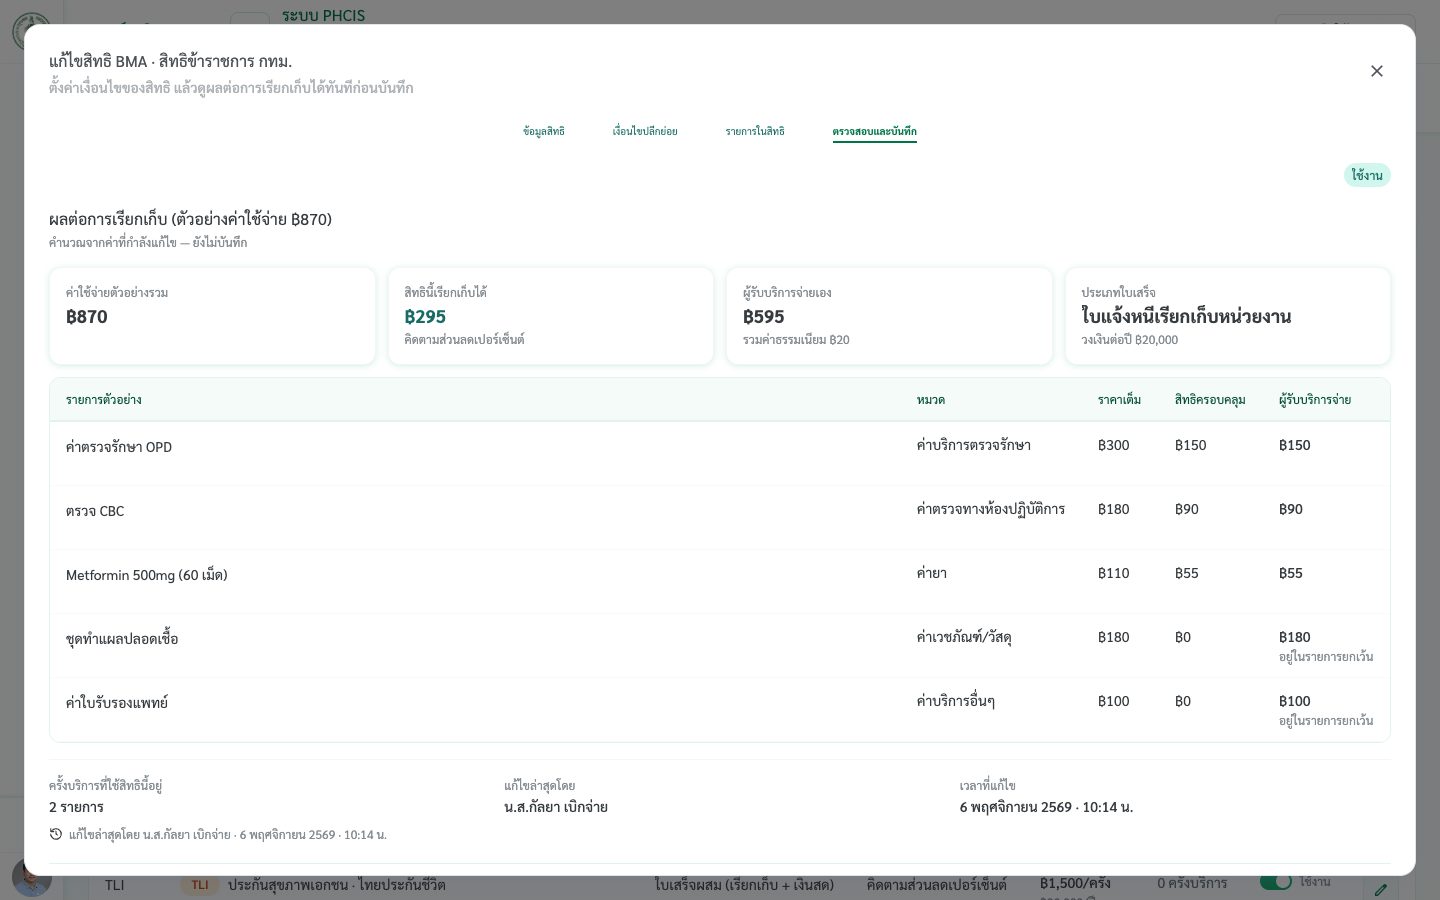 ระบบ PHCIS
แก้ไขสิทธิ BMA · สิทธิข้าราชการ กทม.
ตั้งค่าเงื่อนไขของสิทธิ แล้วดูผลต่อการเรียกเก็บได้ทันทีก่อนบันทึก
ข้อมูลสิทธิ เงื่อนไขปลีกย่อย รายการในสิทธิ ตรวจสอบและบันทึก
ใช้งาน
ผลต่อการเรียกเก็บ (ตัวอย่างค่าใช้จ่าย ฿870)
คำนวณจากค่าที่กำลังแก้ไข — ยังไม่บันทึก
ค่าใช้จ่ายตัวอย่างรวม
฿870
สิทธินี้เรียกเก็บได้
฿295
คิดตามส่วนลดเปอร์เซ็นต์
ผู้รับบริการจ่ายเอง
฿595
รวมค่าธรรมเนียม ฿20
ประเภทใบเสร็จ
ใบแจ้งหนี้เรียกเก็บหน่วยงาน
วงเงินต่อปี ฿20,000
รายการตัวอย่าง หมวด ราคาเต็ม สิทธิครอบคลุม ผู้รับบริการจ่าย
ค่าตรวจรักษา OPD ค่าบริการตรวจรักษา ฿300 ฿150 ฿150
ตรวจ CBC ค่าตรวจทางห้องปฏิบัติการ ฿180 ฿90 ฿90
Metformin 500mg (60 เม็ด) ค่ายา ฿110 ฿55 ฿55
ชุดทำแผลปลอดเชื้อ ค่าเวชภัณฑ์/วัสดุ ฿180 ฿0 ฿180
อยู่ในรายการยกเว้น
ค่าใบรับรองแพทย์ ค่าบริการอื่นๆ ฿100 ฿0 ฿100
อยู่ในรายการยกเว้น
ครั้งบริการที่ใช้สิทธินี้อยู่
2 รายการ
แก้ไขล่าสุดโดย
น.ส.กัลยา เบิกจ่าย
เวลาที่แก้ไข
6 พฤศจิกายน 2569 · 10:14 น.
แก้ไขล่าสุดโดย น.ส.กัลยา เบิกจ่าย · 6 พฤศจิกายน 2569 · 10:14 น.
TLI TLI ประกันสุขภาพเอกชน · ไทยประกันชีวิต ใบเสร็จผสม (เรียกเก็บ + เงินสด) คิดตามส่วนลดเปอร์เซ็นต์ ฿1,500/ครั้ง 0 ครั้งบริการ ใช้งาน